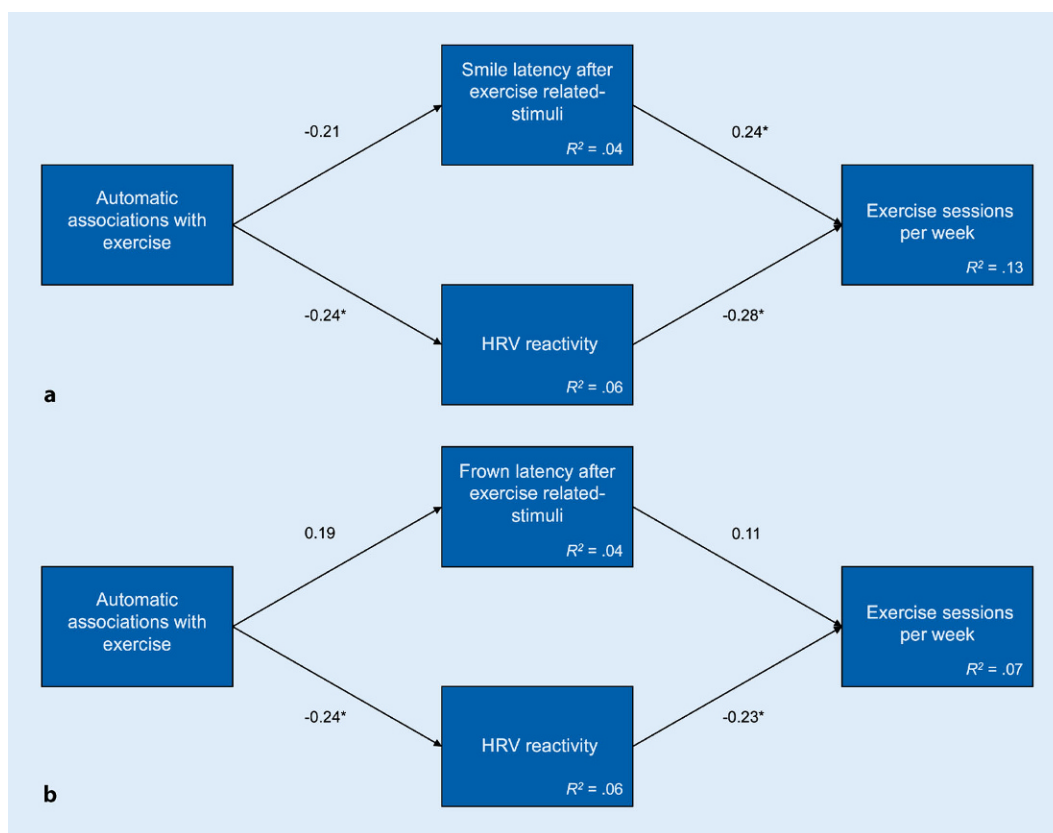 Smile latency after
exercise related-
stimuli
R² = .04
-0.21
0.24*
Automatic
associations with
exercise
Exercise sessions
per week
R² = .13
-0.24*
-0.28*
HRV reactivity
R² = .06
a
Frown latency after
exercise related-
stimuli
R² = .04
0.19
0.11
Automatic
associations with
exercise
Exercise sessions
per week
R² = .07
-0.24*
-0.23*
HRV reactivity
R² = .06
b